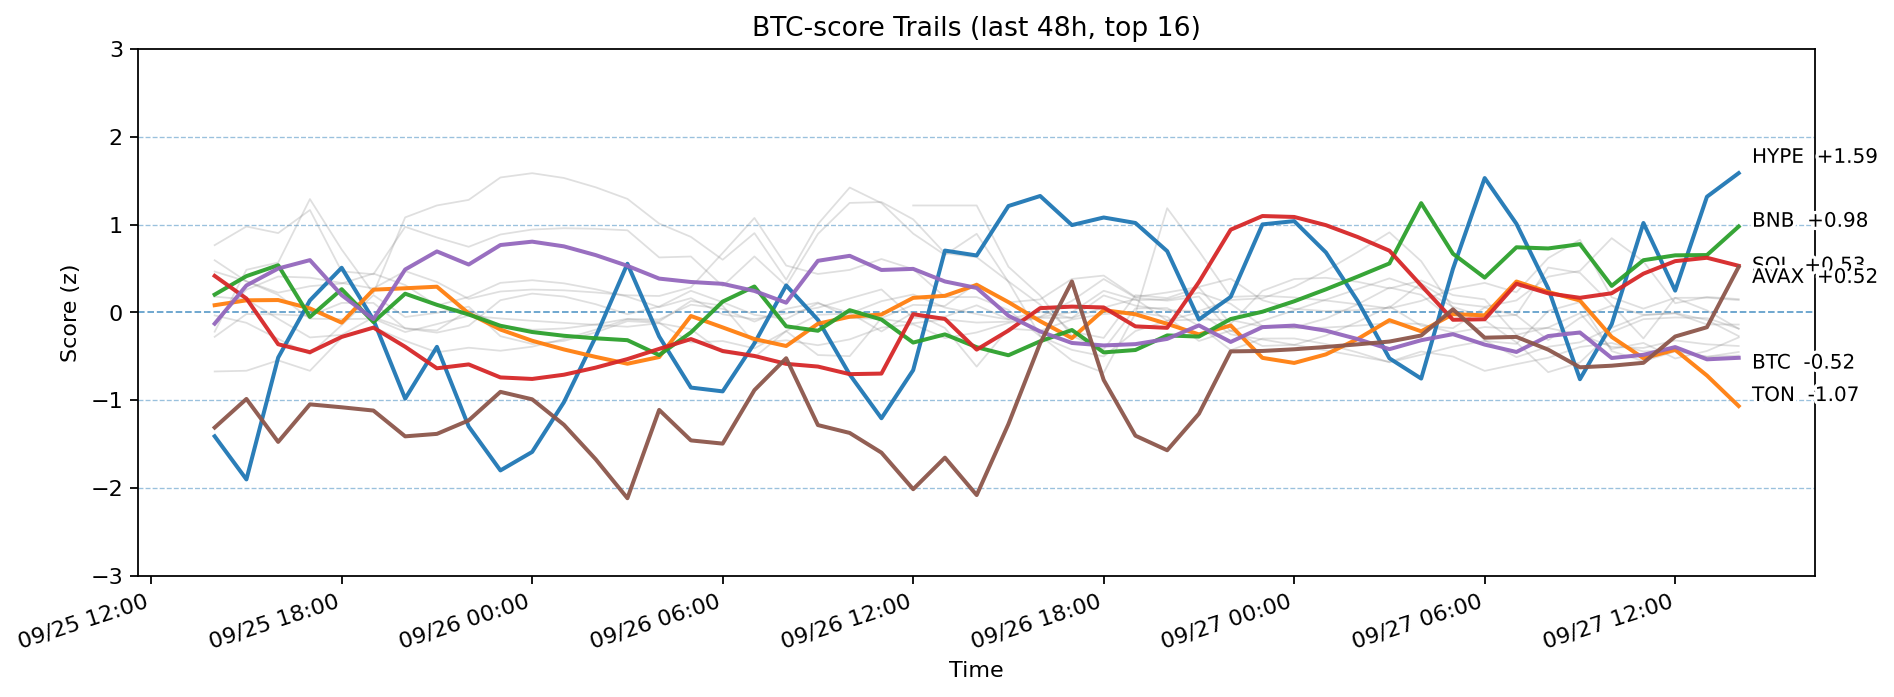 BTC-score Trails (last 48h, top 16)
Score (z)
3
2
1
0
−1
−2
−3
HYPE +1.59
BNB +0.98
SOL +0.53
AVAX +0.52
BTC -0.52
TON -1.07
09/25 12:00
09/25 18:00
09/26 00:00
09/26 06:00
09/26 12:00
09/26 18:00
09/27 00:00
09/27 06:00
09/27 12:00
Time